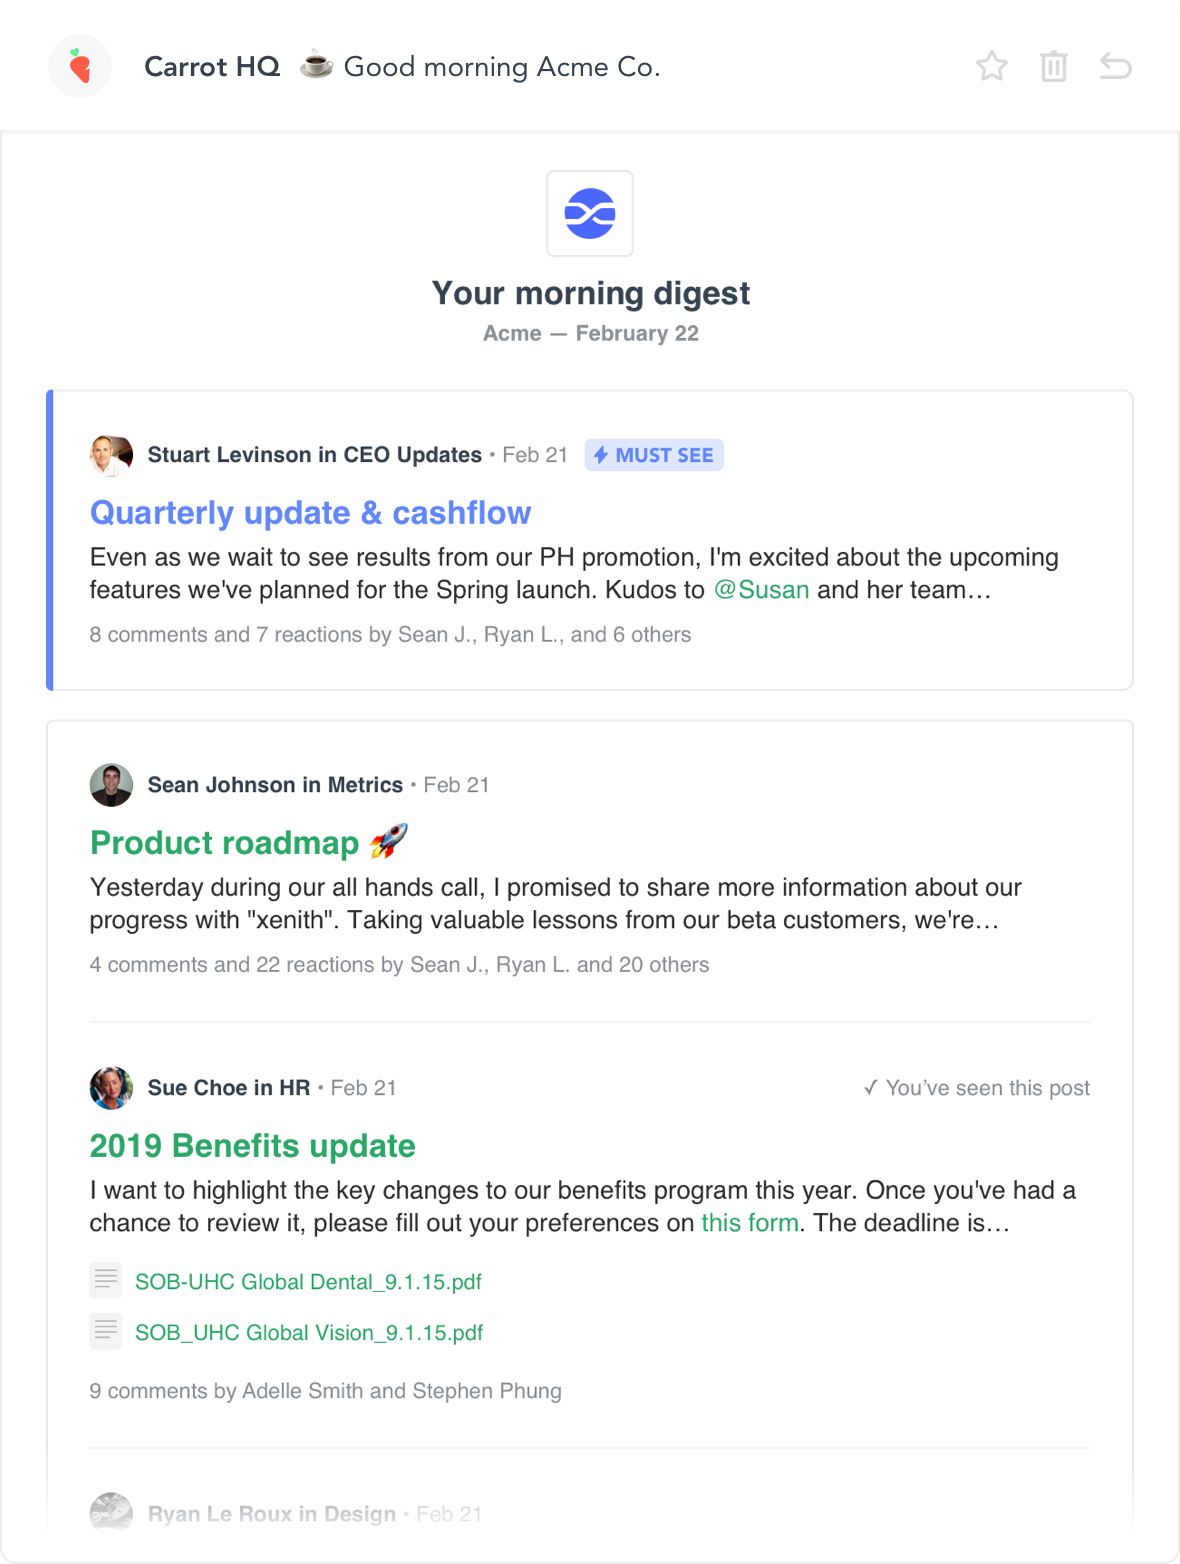 Carrot HQ ☕ Good morning Acme Co.
Your morning digest
Acme — February 22
Stuart Levinson in CEO Updates • Feb 21 MUST SEE
Quarterly update & cashflow
Even as we wait to see results from our PH promotion, I'm excited about the upcoming
features we've planned for the Spring launch. Kudos to @Susan and her team…
8 comments and 7 reactions by Sean J., Ryan L., and 6 others
Sean Johnson in Metrics • Feb 21
Product roadmap 🚀
Yesterday during our all hands call, I promised to share more information about our
progress with "xenith". Taking valuable lessons from our beta customers, we're…
4 comments and 22 reactions by Sean J., Ryan L. and 20 others
Sue Choe in HR • Feb 21 ✓ You’ve seen this post
2019 Benefits update
I want to highlight the key changes to our benefits program this year. Once you've had a
chance to review it, please fill out your preferences on this form. The deadline is…
SOB-UHC Global Dental_9.1.15.pdf
SOB_UHC Global Vision_9.1.15.pdf
9 comments by Adelle Smith and Stephen Phung
Ryan Le Roux in Design • Feb 21